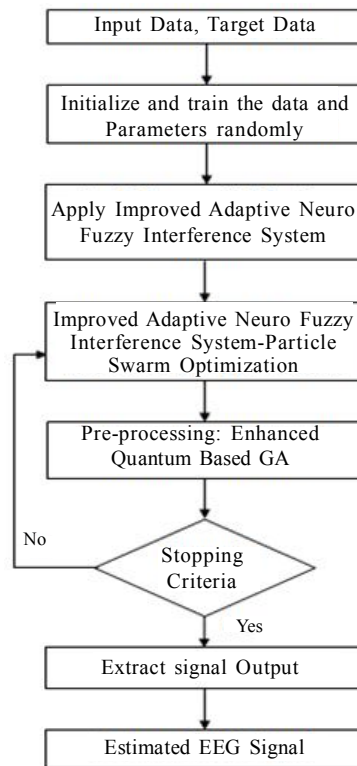 Input Data, Target Data
Initialize and train the data and
Parameters randomly
Apply Improved Adaptive Neuro
Fuzzy Interference System
Improved Adaptive Neuro Fuzzy
Interference System-Particle
Swarm Optimization
Pre-processing: Enhanced
Quantum Based GA
No
Stopping
Criteria
Yes
Extract signal Output
Estimated EEG Signal